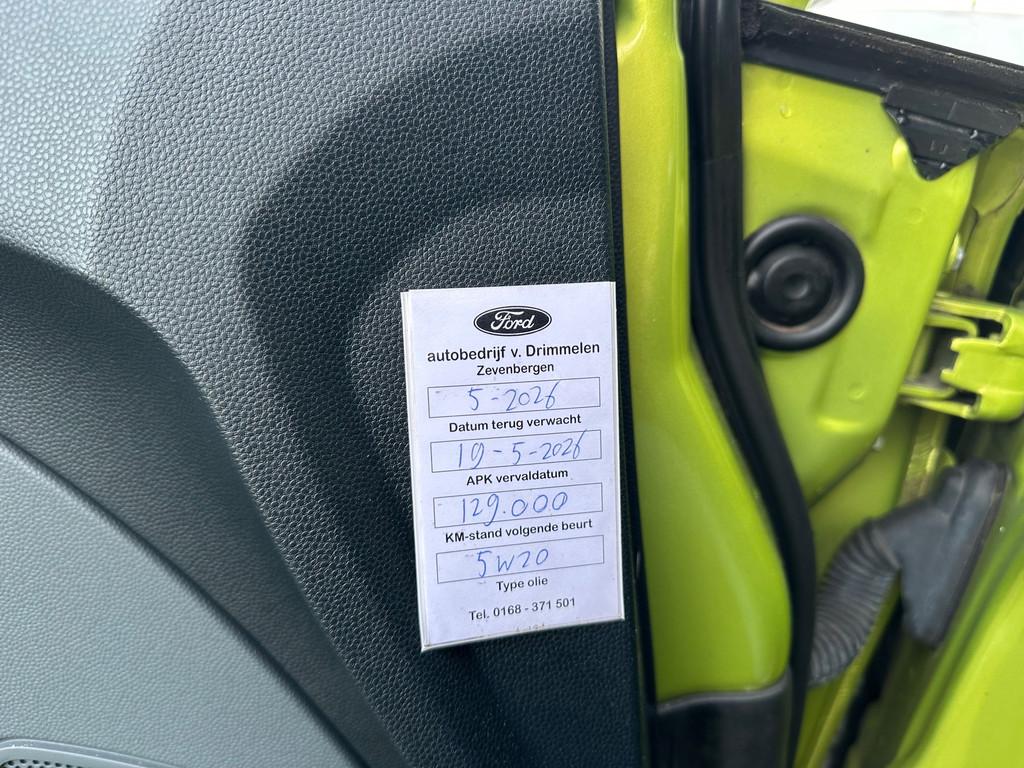 Ford
autobedrijf v. Drimmelen
Zevenbergen
5-2026
Datum terug verwacht
19-5-2026
APK vervaldatum
129.000
KM-stand volgende beurt
5W20
Type olie
Tel. 0168 - 371 501